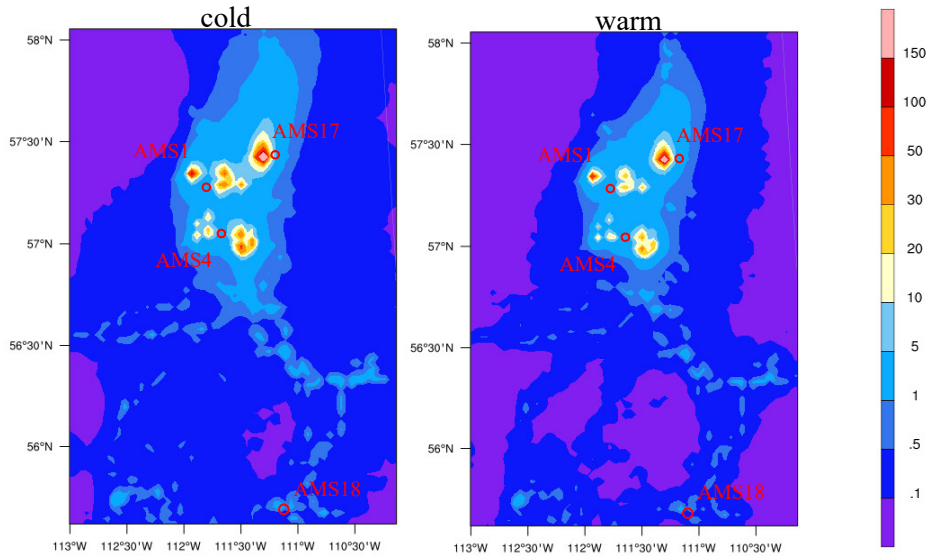 cold
warm
58°N
57°30'N
57°N
56°30'N
56°N
113°W
112°30'W
112°W
111°30'W
111°W
110°30'W
AMS17
AMS1
AMS4
AMS18
58°N
57°30'N
57°N
56°30'N
56°N
113°W
112°30'W
112°W
111°30'W
111°W
110°30'W
AMS17
AMS1
AMS4
AMS18
150
100
50
30
20
10
5
1
.5
.1